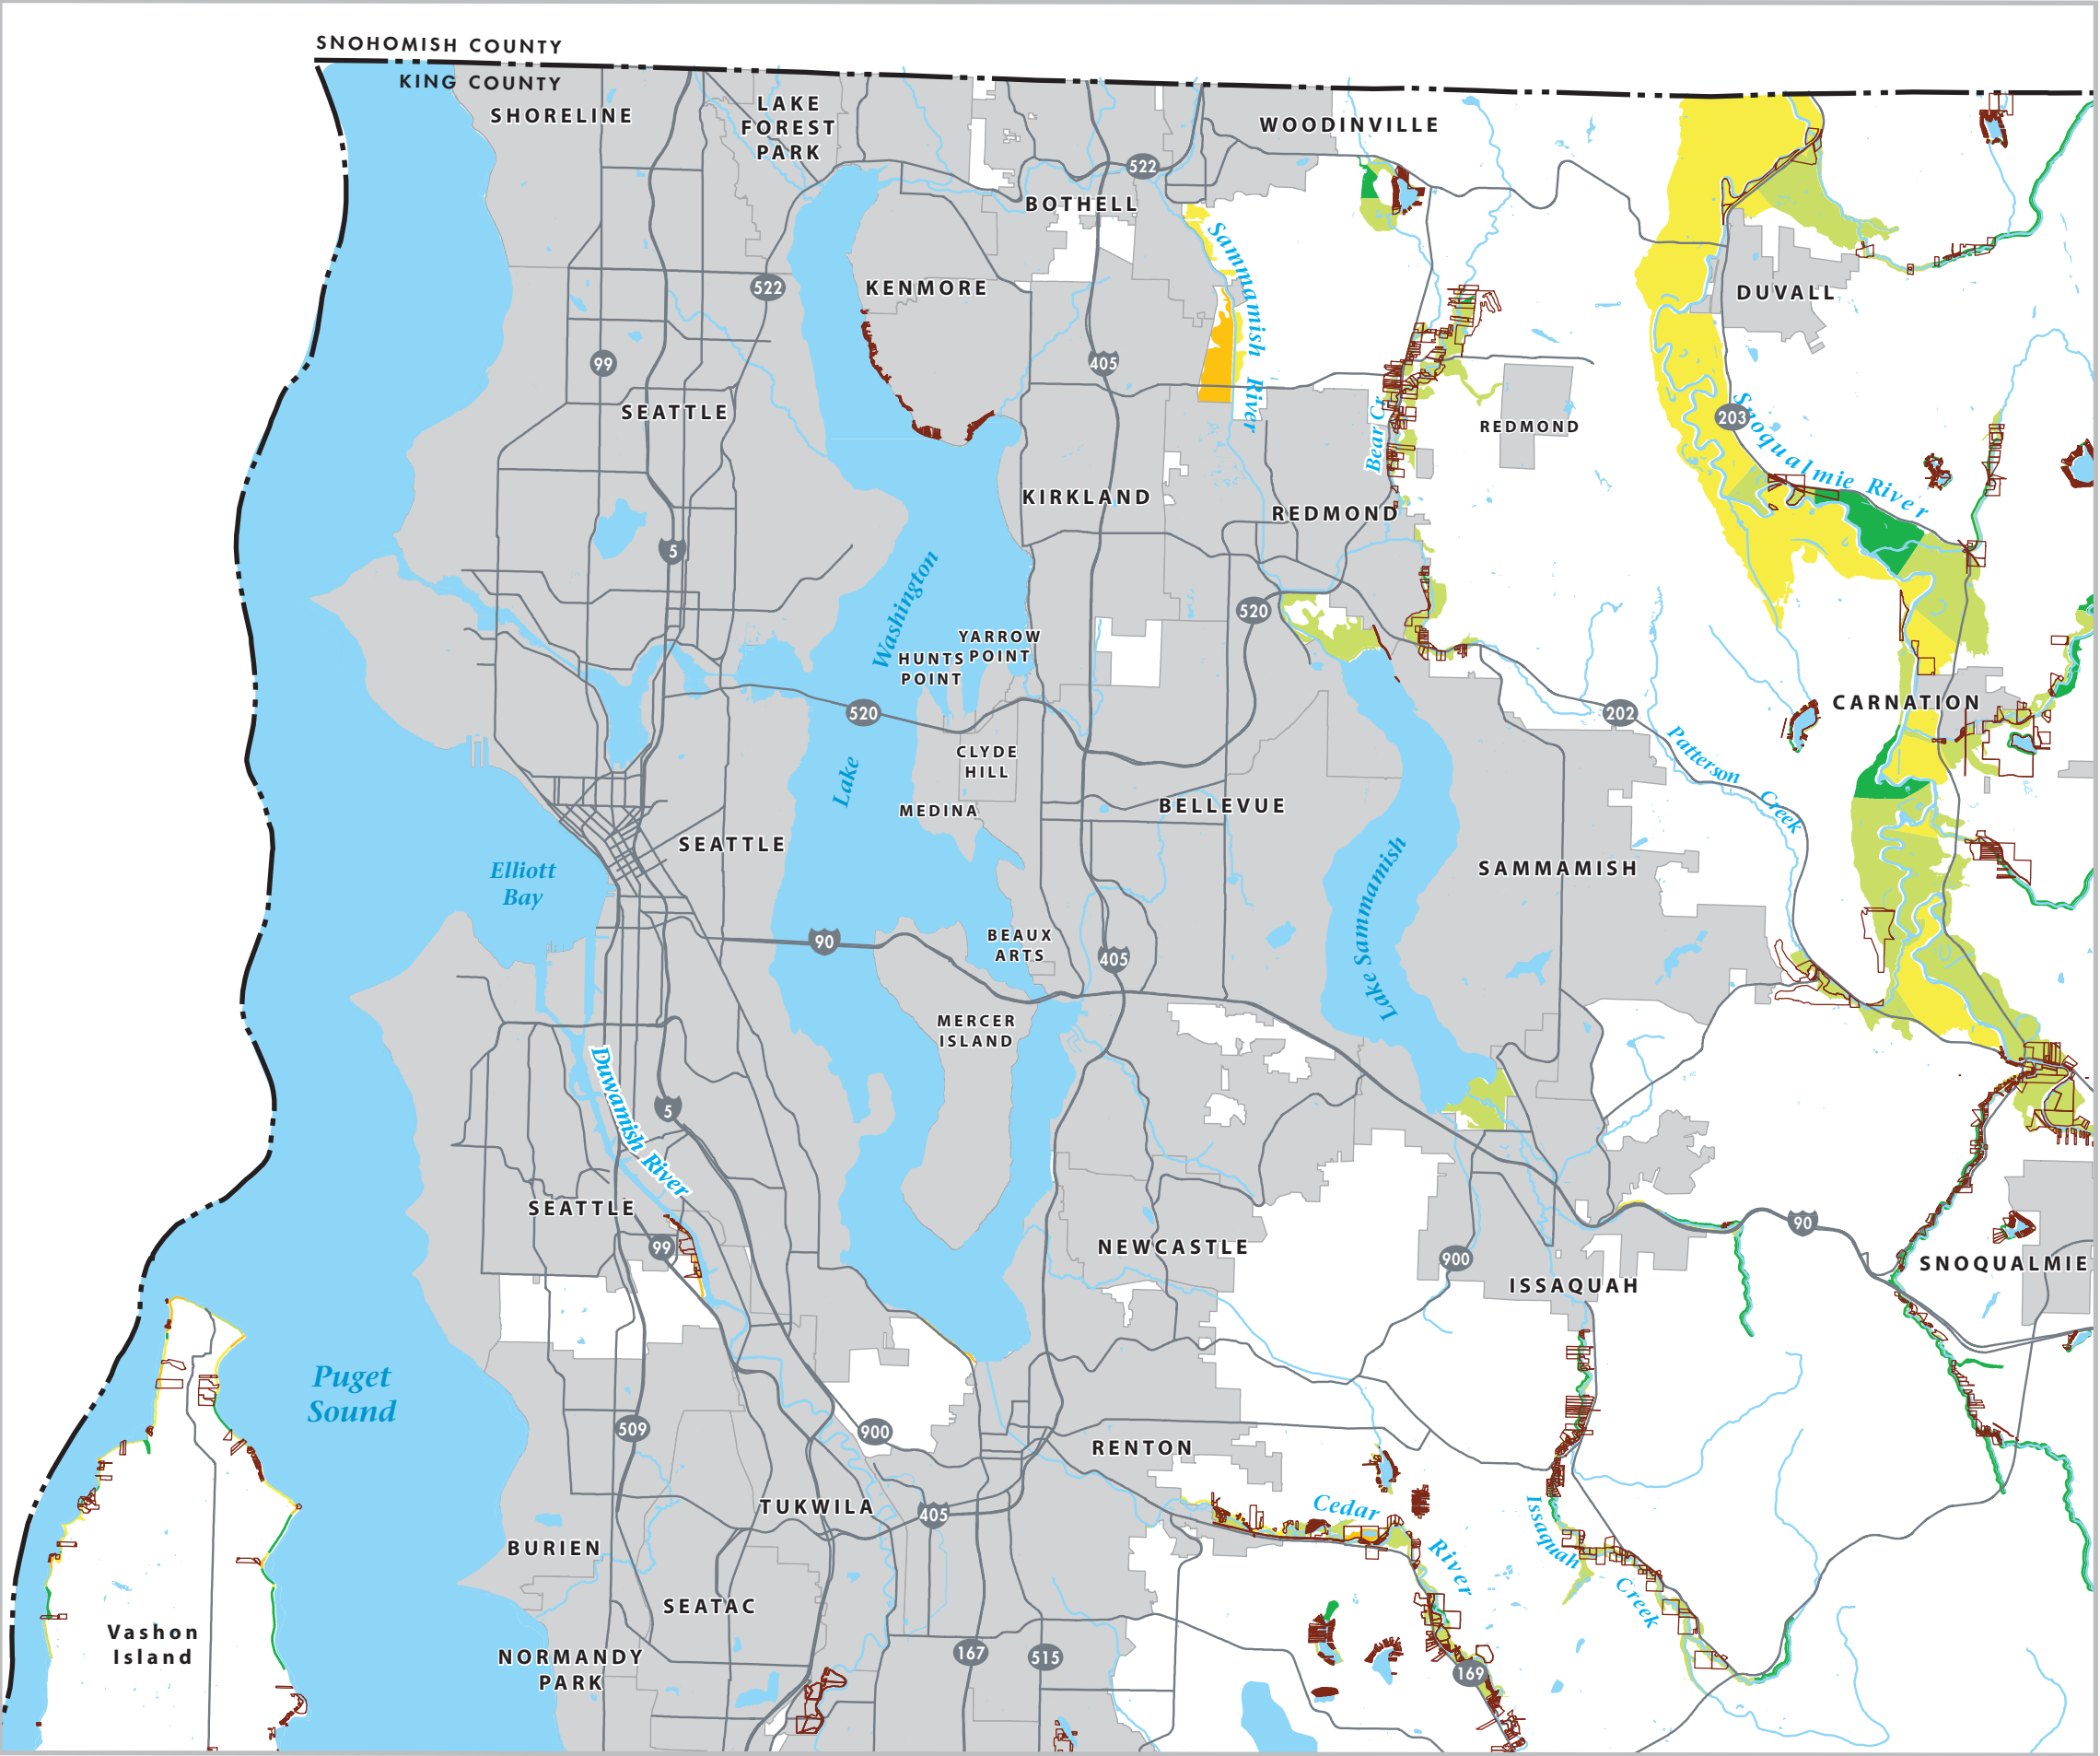 SNOHOMISH COUNTY
KING COUNTY
SHORELINE
LAKE
FOREST
PARK
WOODINVILLE
522
BOTHELL
Sammamish River
KENMORE
522
DUVALL
99
405
SEATTLE
203
Snoqualmie River
Bear Cr
REDMOND
KIRKLAND
REDMOND
5
520
Lake Washington
YARROW
POINT
HUNTS
POINT
520
202
CARNATION
Patterson Creek
CLYDE
HILL
MEDINA
BELLEVUE
SEATTLE
Elliott
Bay
SAMMAMISH
Lake Sammamish
90
BEAUX
ARTS
405
MERCER
ISLAND
Duwamish River
5
SEATTLE
99
NEWCASTLE
900
90
ISSAQUAH
SNOQUALMIE
Puget
Sound
509
900
RENTON
TUKWILA
405
Cedar River
Issaquah Creek
BURIEN
SEATAC
Vashon
Island
NORMANDY
PARK
167
515
169